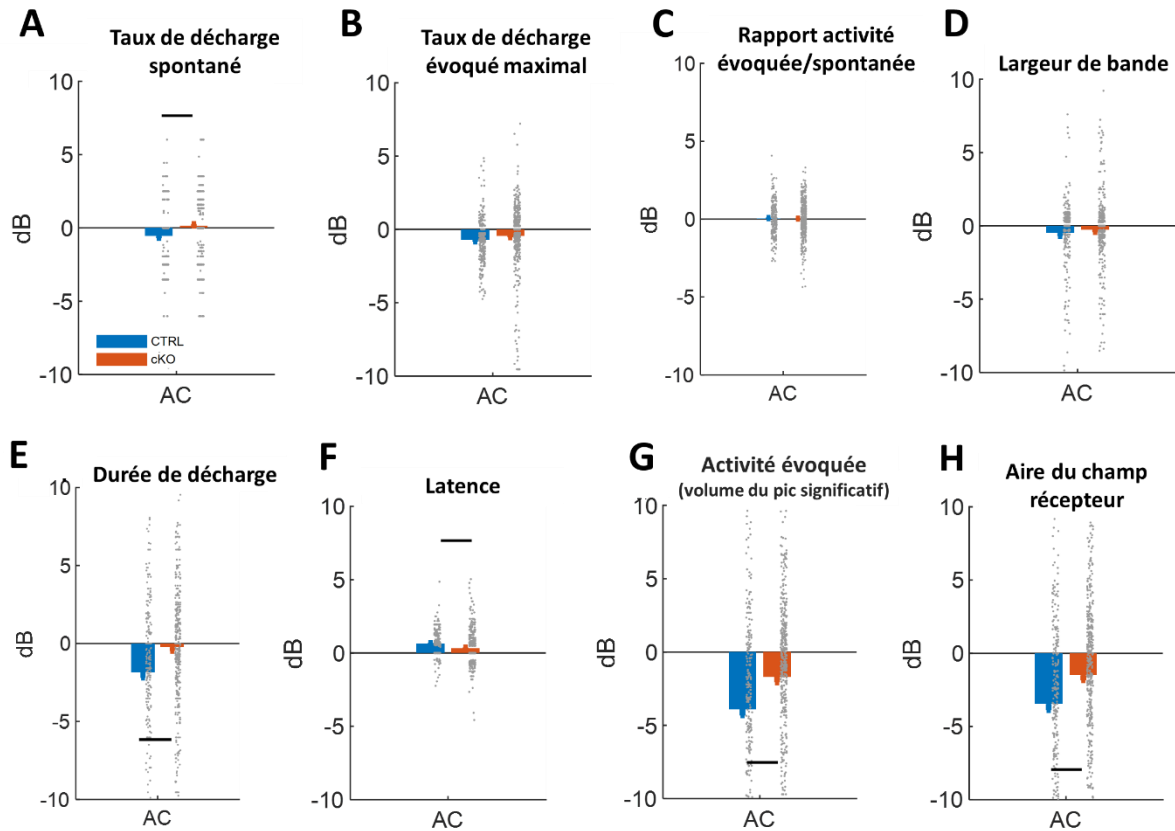 A
Taux de décharge
spontané
10
5
0
-5
-10
dB
CTRL
cKO
AC
B
Taux de décharge
évoqué maximal
10
5
0
-5
-10
dB
AC
C
Rapport activité
évoquée/spontanée
10
5
0
-5
-10
dB
AC
D
Largeur de bande
10
5
0
-5
-10
dB
AC
E
Durée de décharge
10
5
0
-5
-10
dB
AC
F
Latence
10
5
0
-5
-10
dB
AC
G
Activité évoquée
(volume du pic significatif)
10
5
0
-5
-10
dB
AC
H
Aire du champ
récepteur
10
5
0
-5
-10
dB
AC